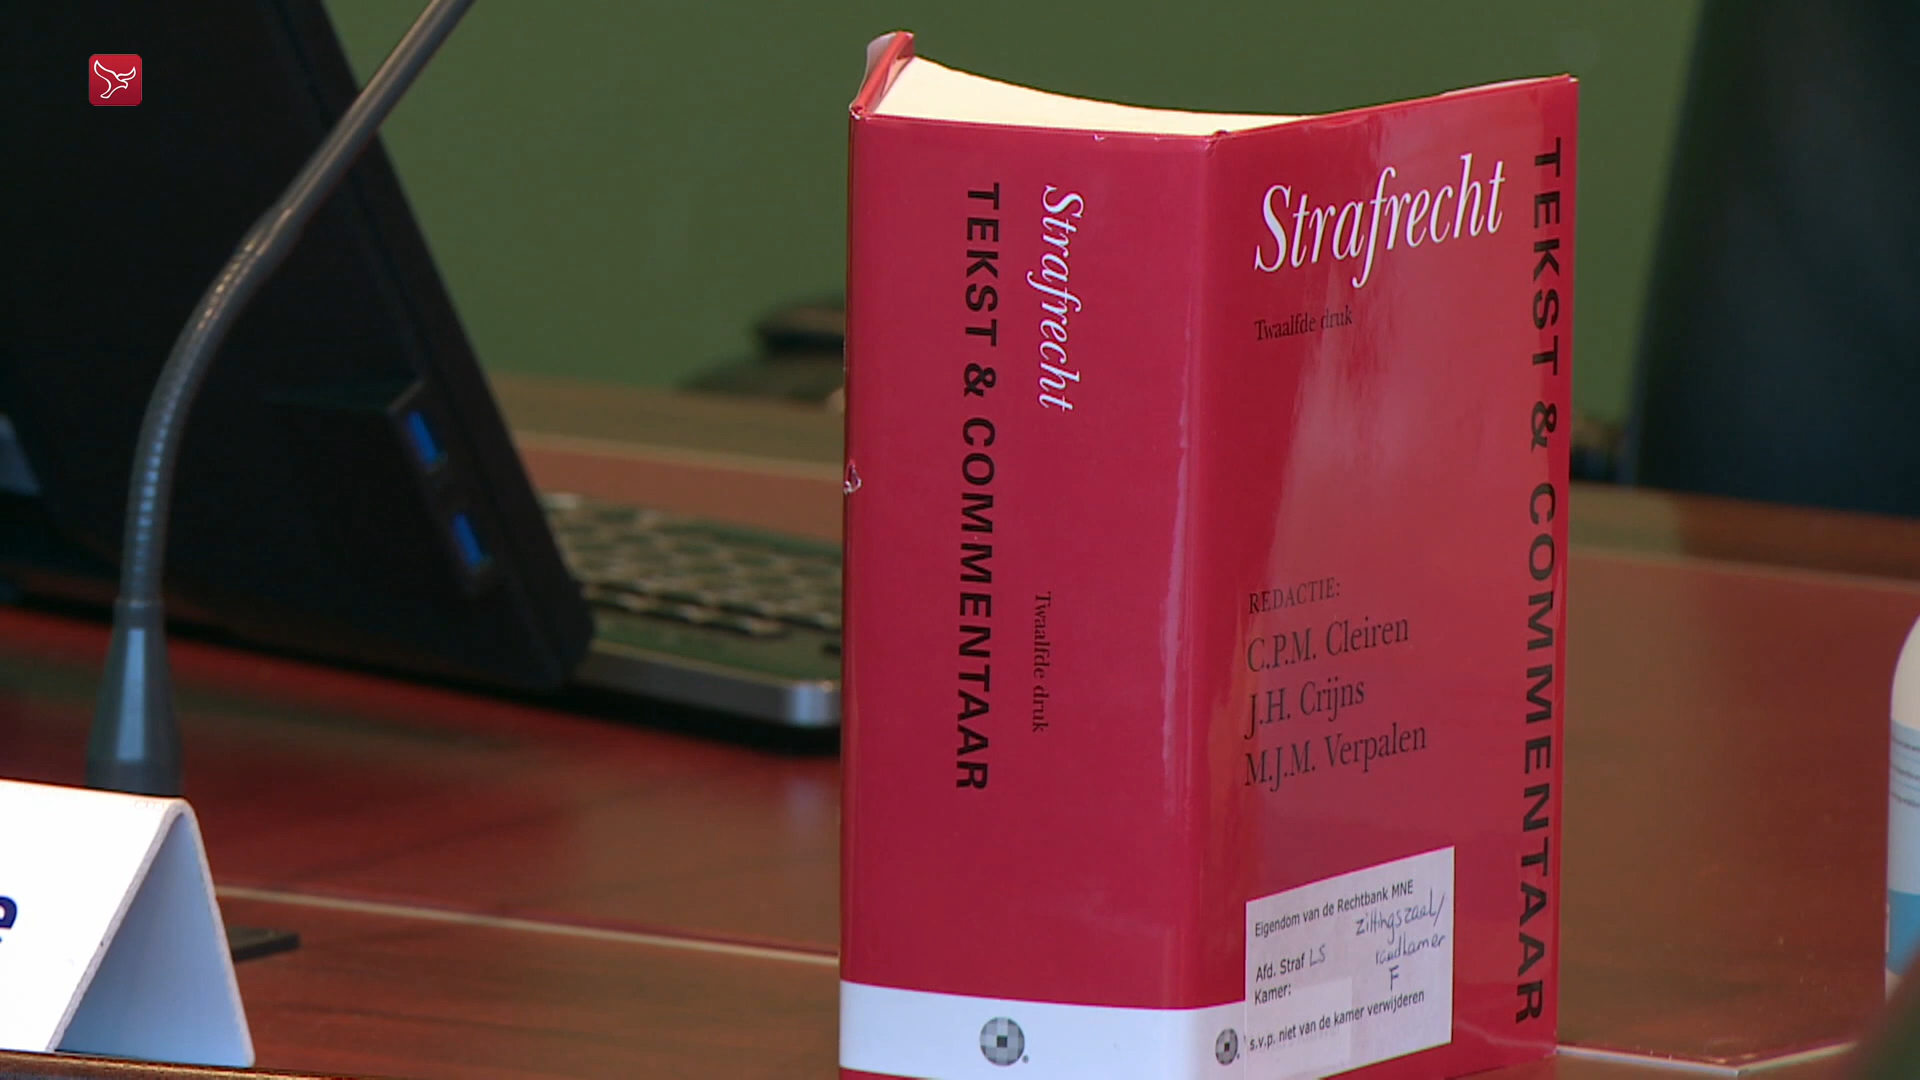 Strafrecht
TEKST & COMMENTAAR
Twaalfde druk
Strafrecht
Twaalfde druk
TEKST & COMMENTAAR
REDACTIE:
C.P.M. Cleiren
J.H. Crijns
M.J.M. Verpalen
Eigendom van de Rechtbank MNE
zittingszaal/
Afd. Straf LS raadkamer
Kamer: F
s.v.p. niet van de kamer verwijderen
e